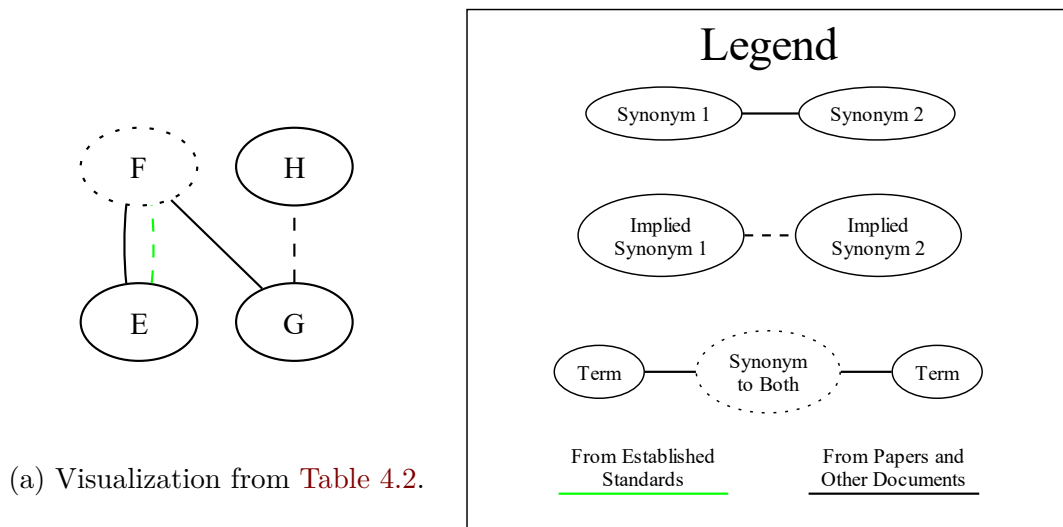 F
H
E
G
(a) Visualization from Table 4.2.
Legend
Synonym 1
Synonym 2
Implied
Synonym 1
Implied
Synonym 2
Term
Synonym
to Both
Term
From Established
Standards
From Papers and
Other Documents